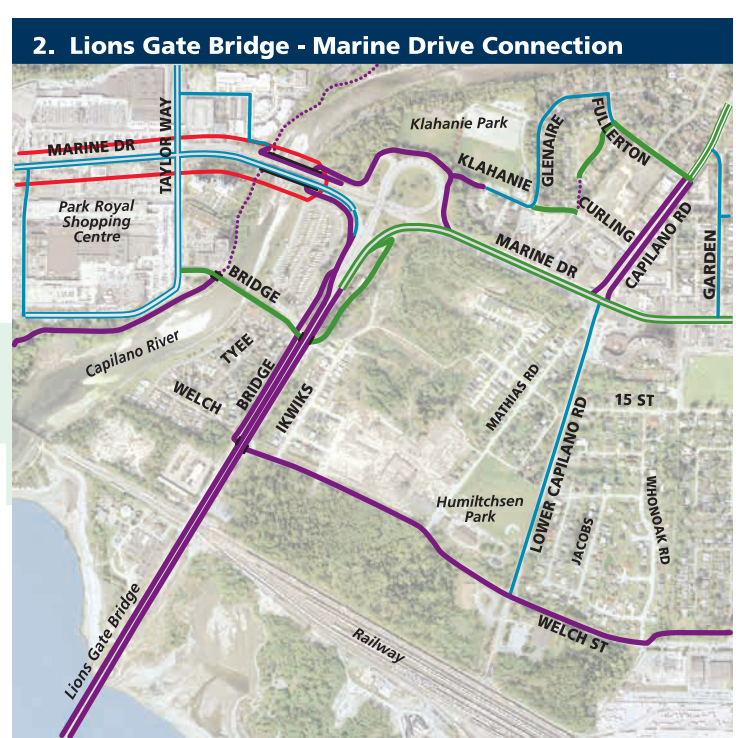 2. Lions Gate Bridge - Marine Drive Connection
TAYLOR WAY
MARINE DR
Klahanie Park
GLENAIRE
FULLERTON
KLAHANIE
Park Royal
Shopping
Centre
CURLING
CAPILANO RD
GARDEN
MARINE DR
BRIDGE
Capilano River
TYEE
BRIDGE
WELCH
IKWIKS
MATHIAS RD
15 ST
LOWER CAPILANO RD
Humiltchsen
Park
JACOBS
WHONOAK RD
Lions Gate Bridge
Railway
WELCH ST